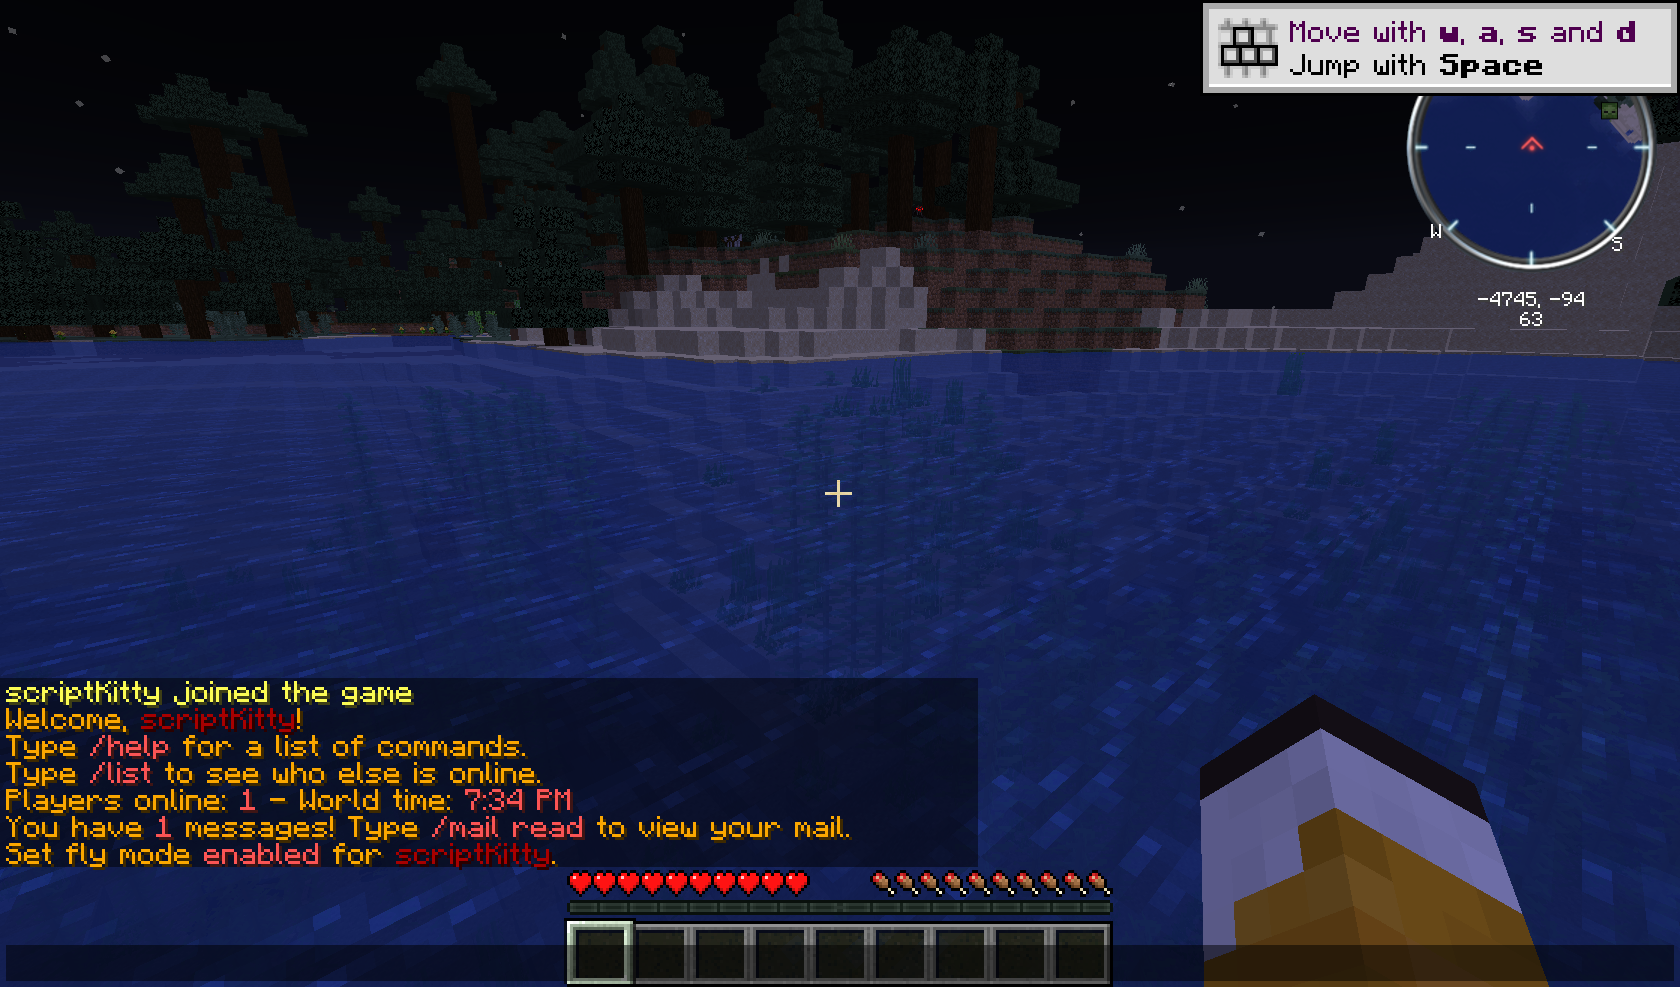 Move with w, a, s and d
Jump with Space
W
S
-4745, -94
63
scriptKitty joined the game
Welcome, scriptKitty!
Type /help for a list of commands.
Type /list to see who else is online.
Players online: 1 - World time: 7:34 PM
You have 1 messages! Type /mail read to view your mail.
Set fly mode enabled for scriptKitty.